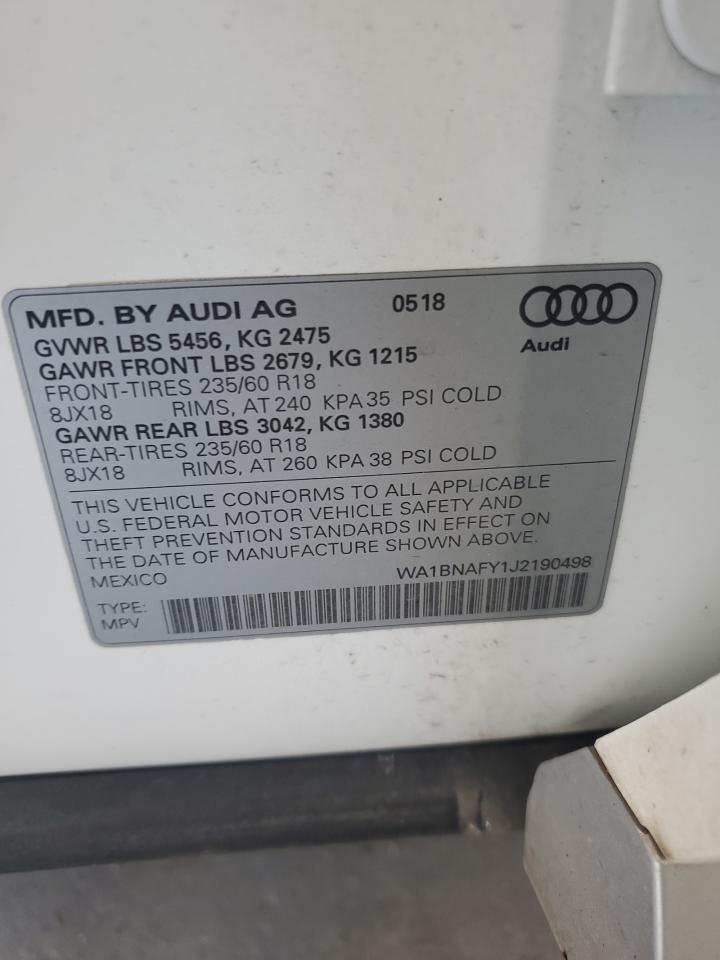 MFD. BY AUDI AG 0518
Audi
GVWR LBS 5456, KG 2475
GAWR FRONT LBS 2679, KG 1215
FRONT-TIRES 235/60 R18
8JX18 RIMS, AT 240 KPA 35 PSI COLD
GAWR REAR LBS 3042, KG 1380
REAR-TIRES 235/60 R18
8JX18 RIMS, AT 260 KPA 38 PSI COLD
THIS VEHICLE CONFORMS TO ALL APPLICABLE
U.S. FEDERAL MOTOR VEHICLE SAFETY AND
THEFT PREVENTION STANDARDS IN EFFECT ON
THE DATE OF MANUFACTURE SHOWN ABOVE.
MEXICO WA1BNAFY1J2190498
TYPE:
MPV